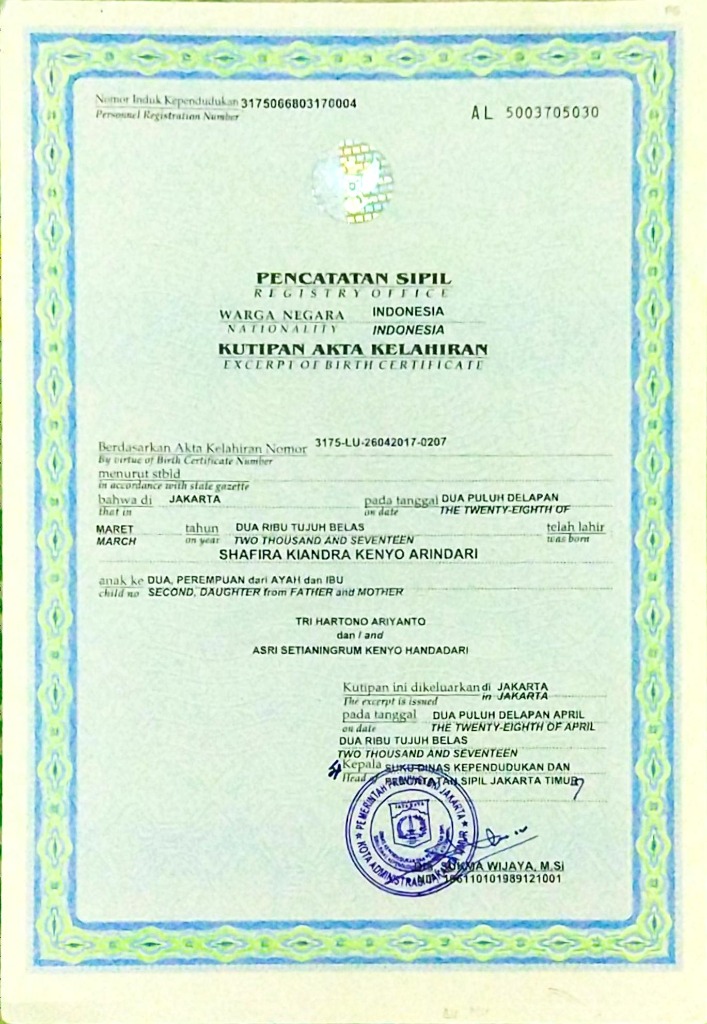 Nomor Induk Kependudukan 3175066803170004
Personnel Registration Number
AL 5003705030
PENCATATAN SIPIL
REGISTRY OFFICE
WARGA NEGARA INDONESIA
NATIONALITY INDONESIA
KUTIPAN AKTA KELAHIRAN
EXCERPT OF BIRTH CERTIFICATE
Berdasarkan Akta Kelahiran Nomor 3175-LU-26042017-0207
By virtue of Birth Certificate Number
menurut stbld
in accordance with state gazette
bahwa di JAKARTA pada tanggal DUA PULUH DELAPAN
that in on date THE TWENTY-EIGHTH OF
MARET tahun DUA RIBU TUJUH BELAS telah lahir
MARCH on year TWO THOUSAND AND SEVENTEEN was born
SHAFIRA KIANDRA KENYO ARINDARI
anak ke DUA, PEREMPUAN dari AYAH dan IBU
child no SECOND, DAUGHTER from FATHER and MOTHER
TRI HARTONO ARIYANTO
dan / and
ASRI SETIANINGRUM KENYO HANDADARI
Kutipan ini dikeluarkan di JAKARTA
The excerpt is issued in JAKARTA
pada tanggal DUA PULUH DELAPAN APRIL
on date THE TWENTY-EIGHTH OF APRIL
DUA RIBU TUJUH BELAS
TWO THOUSAND AND SEVENTEEN
Kepala SUKU DINAS KEPENDUDUKAN DAN
Head of PENCATATAN SIPIL JAKARTA TIMUR
PEMERINTAH PROVINSI DKI JAKARTA
JAYA RAYA
KOTA ADMINISTRASI JAKARTA TIMUR
SUKMA WIJAYA, M.Si
196110101989121001